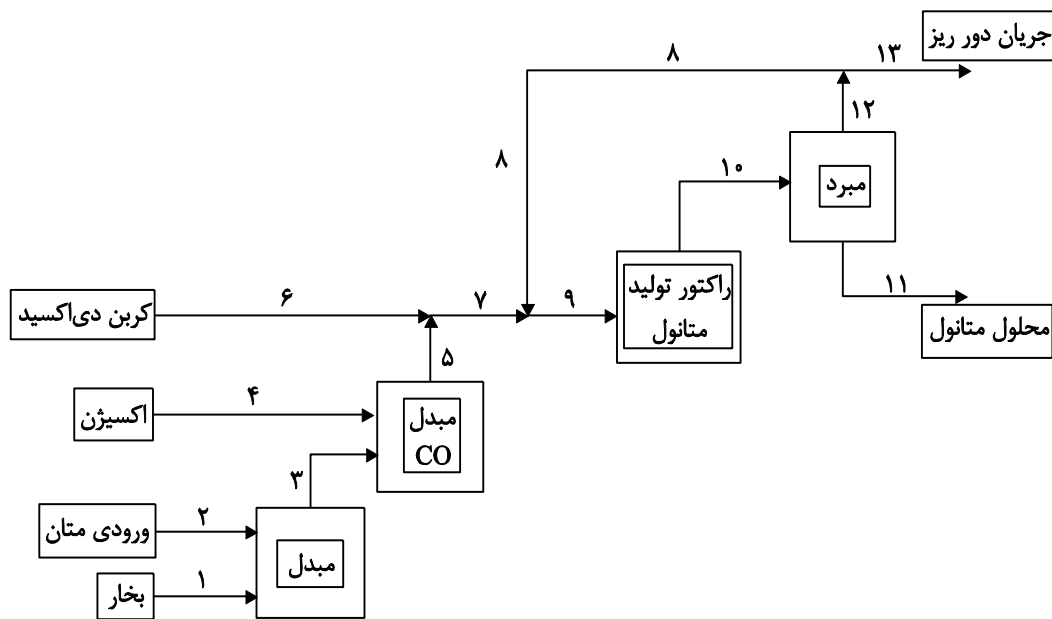 جریان دور ریز
۱۳
۸
۱۲
۸
۱۰
مبرد
راکتور تولید
متانول
۱۱
محلول متانول
۹
۷
۶
کربن دی‌اکسید
۵
۴
اکسیژن
مبدل
CO
۳
۲
ورودی متان
مبدل
۱
بخار